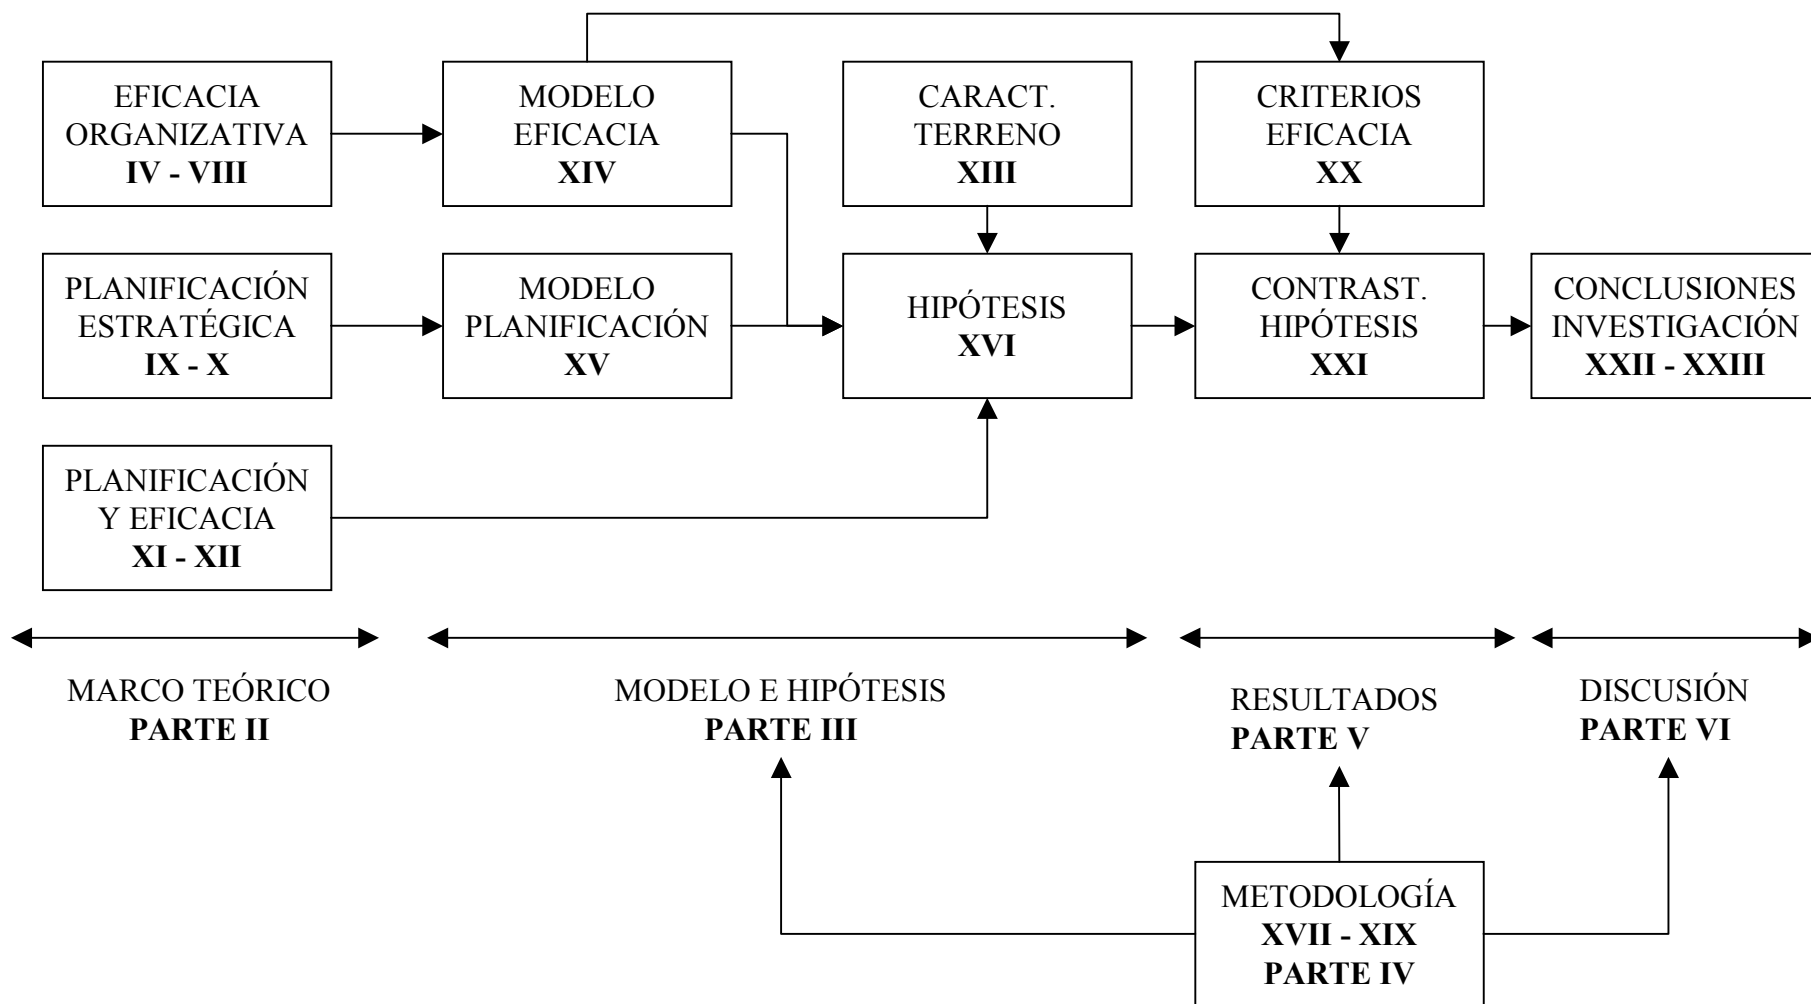 EFICACIA
ORGANIZATIVA
IV - VIII
MODELO
EFICACIA
XIV
CARACT.
TERRENO
XIII
CRITERIOS
EFICACIA
XX
PLANIFICACIÓN
ESTRATÉGICA
IX - X
MODELO
PLANIFICACIÓN
XV
HIPÓTESIS
XVI
CONTRAST.
HIPÓTESIS
XXI
CONCLUSIONES
INVESTIGACIÓN
XXII - XXIII
PLANIFICACIÓN
Y EFICACIA
XI - XII
MARCO TEÓRICO
PARTE II
MODELO E HIPÓTESIS
PARTE III
RESULTADOS
PARTE V
DISCUSIÓN
PARTE VI
METODOLOGÍA
XVII - XIX
PARTE IV